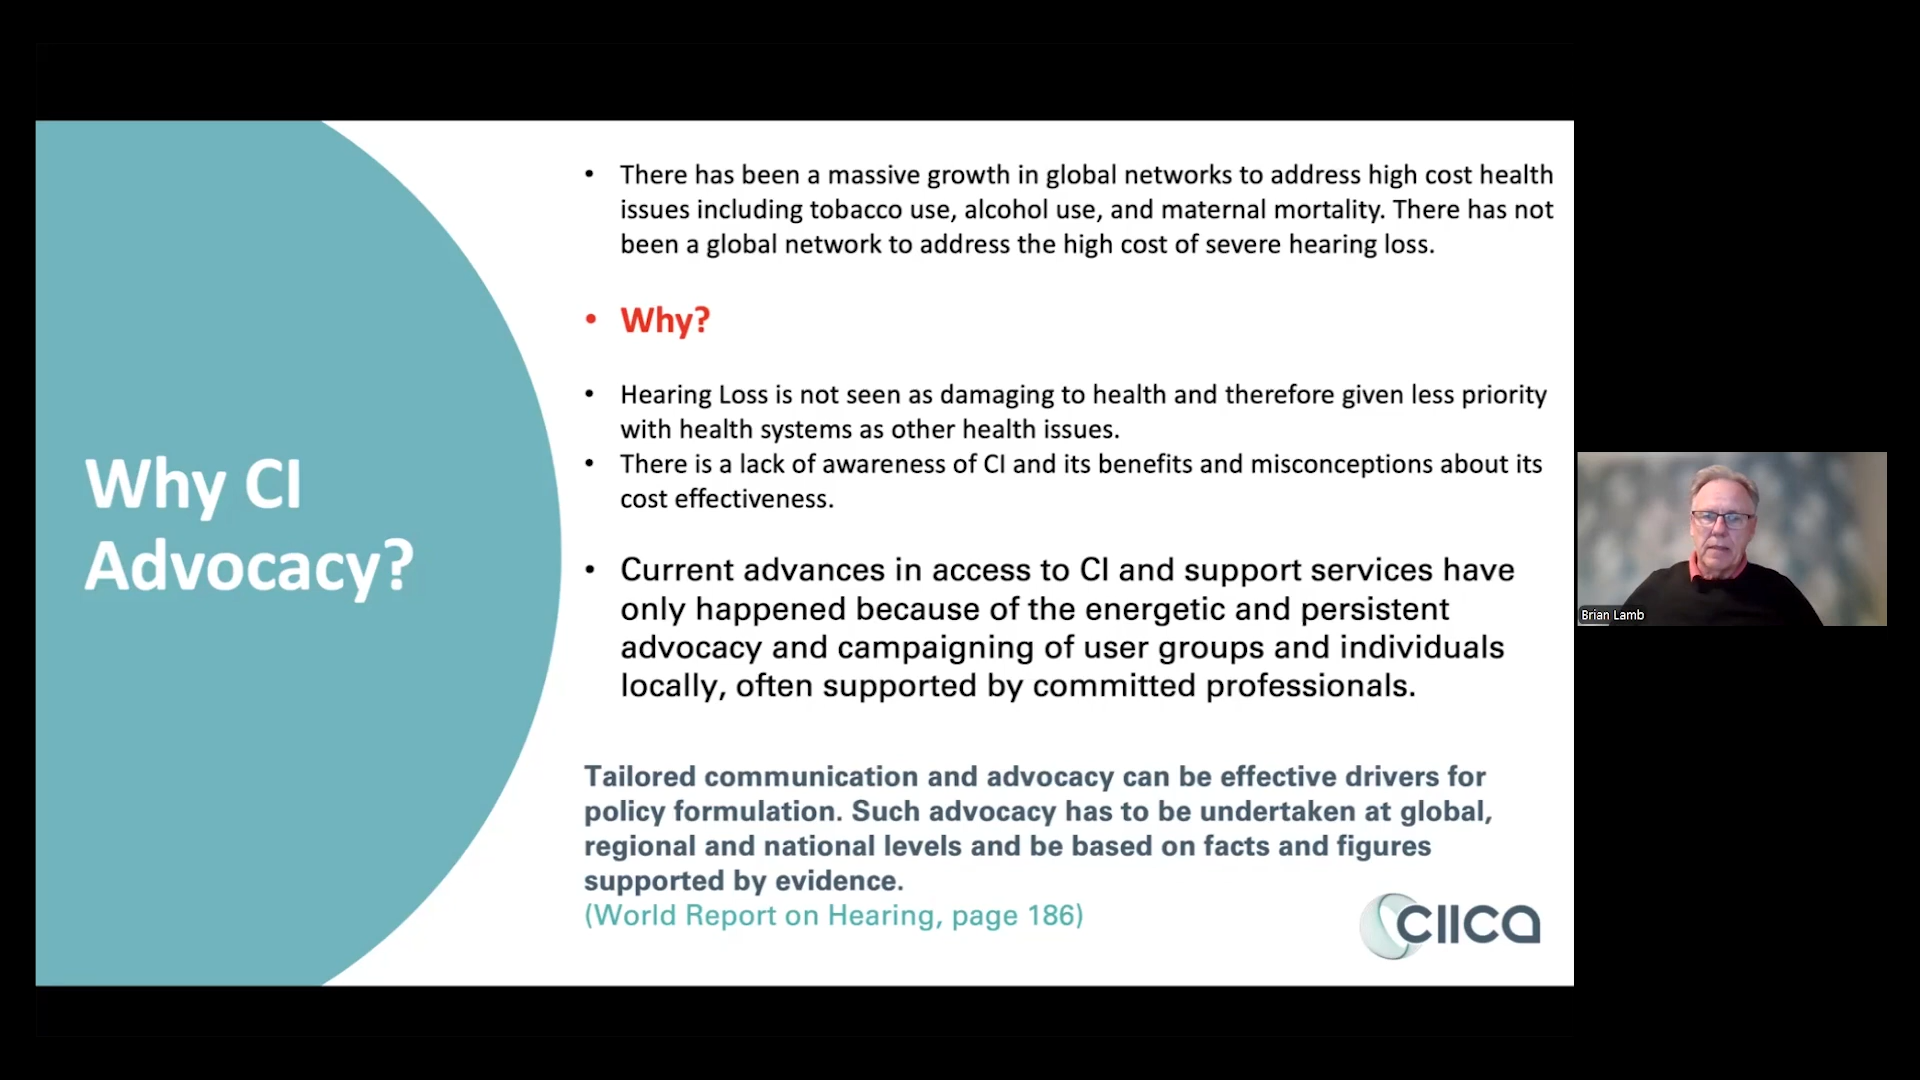 Why CI
Advocacy?
• There has been a massive growth in global networks to address high cost health
issues including tobacco use, alcohol use, and maternal mortality. There has not
been a global network to address the high cost of severe hearing loss.
• Why?
• Hearing Loss is not seen as damaging to health and therefore given less priority
with health systems as other health issues.
• There is a lack of awareness of CI and its benefits and misconceptions about its
cost effectiveness.
• Current advances in access to CI and support services have
only happened because of the energetic and persistent
advocacy and campaigning of user groups and individuals
locally, often supported by committed professionals.
Tailored communication and advocacy can be effective drivers for
policy formulation. Such advocacy has to be undertaken at global,
regional and national levels and be based on facts and figures
supported by evidence.
(World Report on Hearing, page 186)
CIICA
Brian Lamb